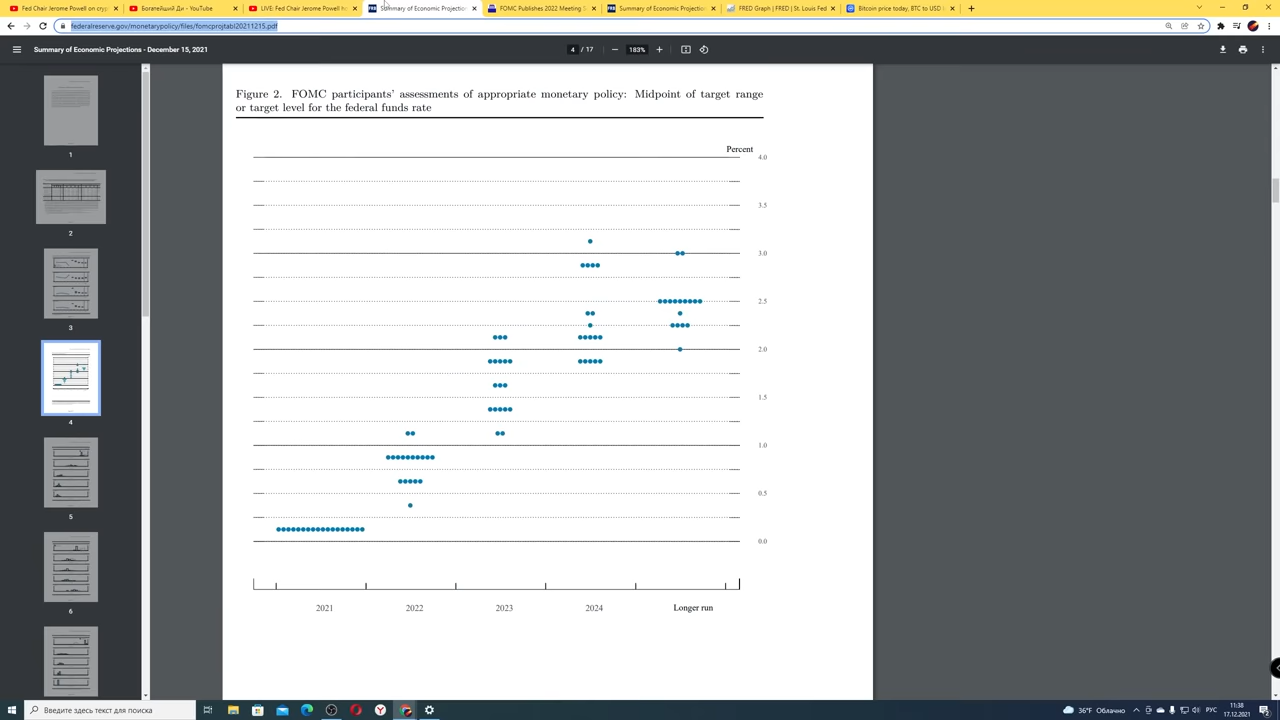 Fed Chair Jerome Powell on cryp
Богатейший Ди - YouTube
LIVE: Fed Chair Jerome Powell ho
Summary of Economic Projection
FOMC Publishes 2022 Meeting S
Summary of Economic Projection
FRED Graph | FRED | St. Louis Fed
Bitcoin price today, BTC to USD li
federalreserve.gov/monetarypolicy/files/fomcprojtabl20211215.pdf
Summary of Economic Projections - December 15, 2021
4 / 17
183%
Figure 2. FOMC participants' assessments of appropriate monetary policy: Midpoint of target range
or target level for the federal funds rate
Percent
4.0
3.5
3.0
2.5
2.0
1.5
1.0
0.5
0.0
2021
2022
2023
2024
Longer run
1
2
3
4
5
6
Введите здесь текст для поиска
36°F Облачно
РУС
11:38
17.12.2021